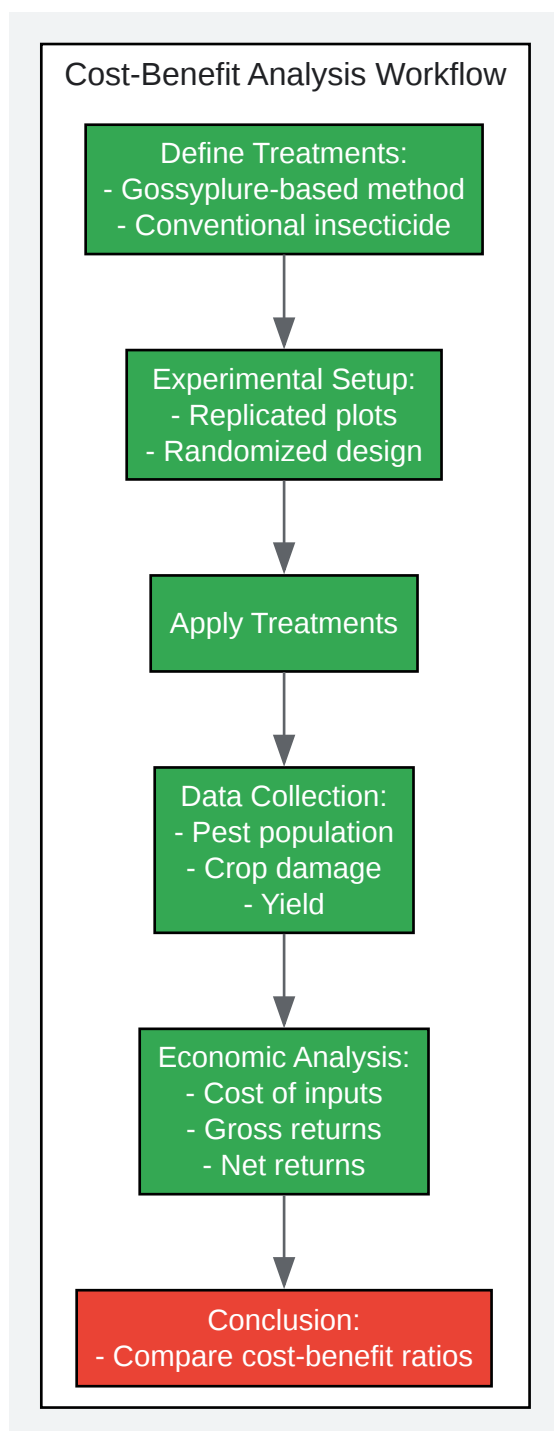 Cost-Benefit Analysis Workflow
Define Treatments:
- Gossyplure-based method
- Conventional insecticide
Experimental Setup:
- Replicated plots
- Randomized design
Apply Treatments
Data Collection:
- Pest population
- Crop damage
- Yield
Economic Analysis:
- Cost of inputs
- Gross returns
- Net returns
Conclusion:
- Compare cost-benefit ratios